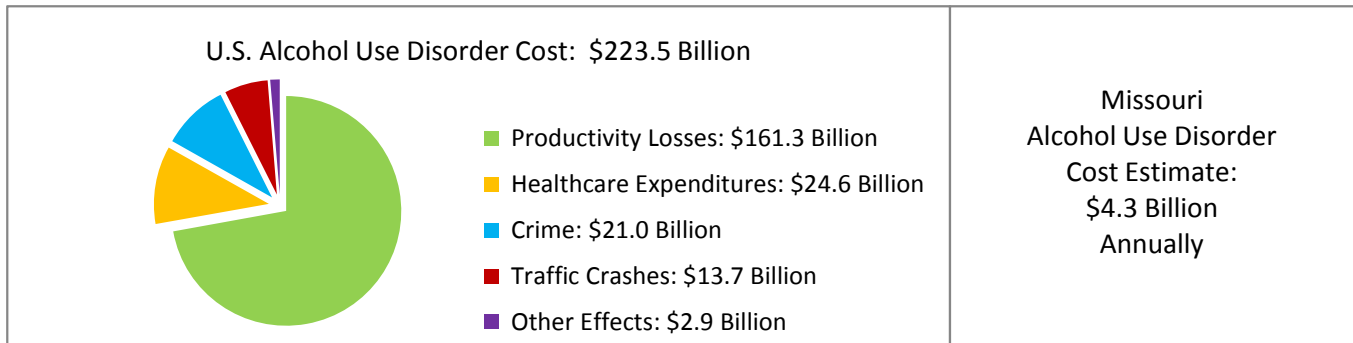 U.S. Alcohol Use Disorder Cost:  $223.5 Billion
Productivity Losses: $161.3 Billion
Healthcare Expenditures: $24.6 Billion
Crime: $21.0 Billion
Traffic Crashes: $13.7 Billion
Other Effects: $2.9 Billion
Missouri
Alcohol Use Disorder
Cost Estimate:
$4.3 Billion
Annually